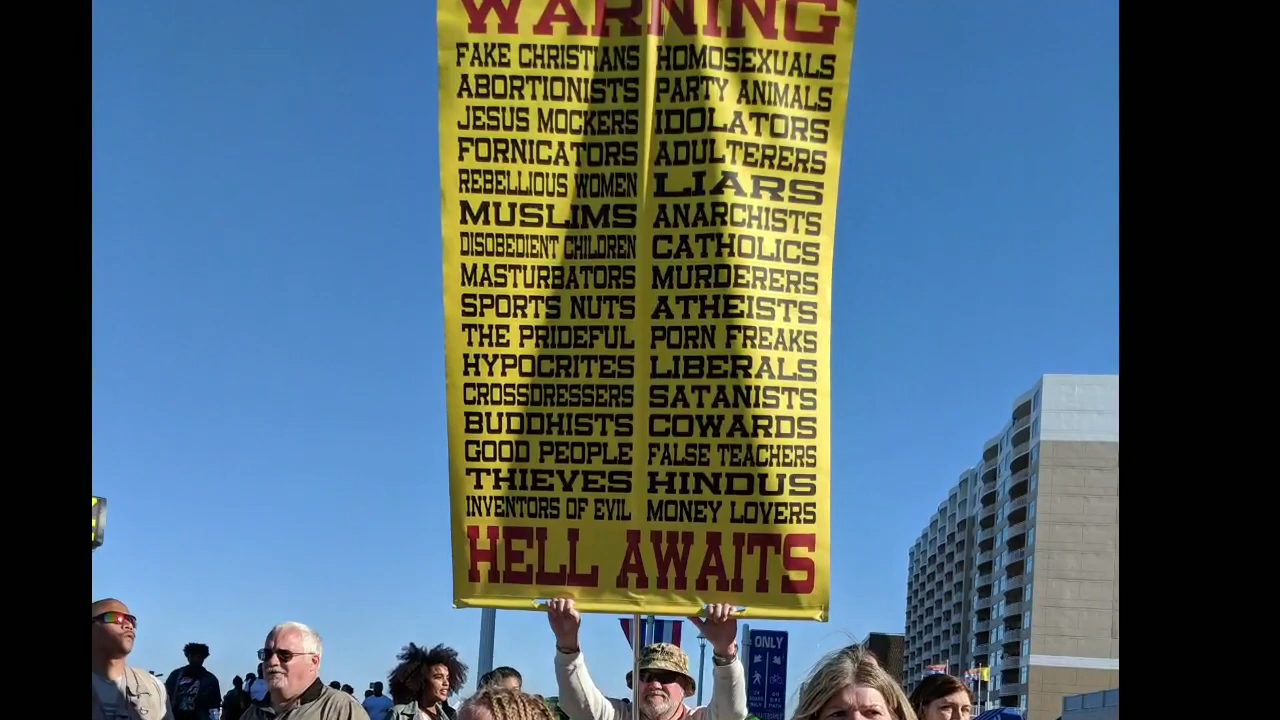 WARNING
FAKE CHRISTIANS HOMOSEXUALS
ABORTIONISTS PARTY ANIMALS
JESUS MOCKERS IDOLATORS
FORNICATORS ADULTERERS
REBELLIOUS WOMEN LIARS
MUSLIMS ANARCHISTS
DISOBEDIENT CHILDREN CATHOLICS
MASTURBATORS MURDERERS
SPORTS NUTS ATHEISTS
THE PRIDEFUL PORN FREAKS
HYPOCRITES LIBERALS
CROSSDRESSERS SATANISTS
BUDDHISTS COWARDS
GOOD PEOPLE FALSE TEACHERS
THIEVES HINDUS
INVENTORS OF EVIL MONEY LOVERS
HELL AWAITS
ONLY